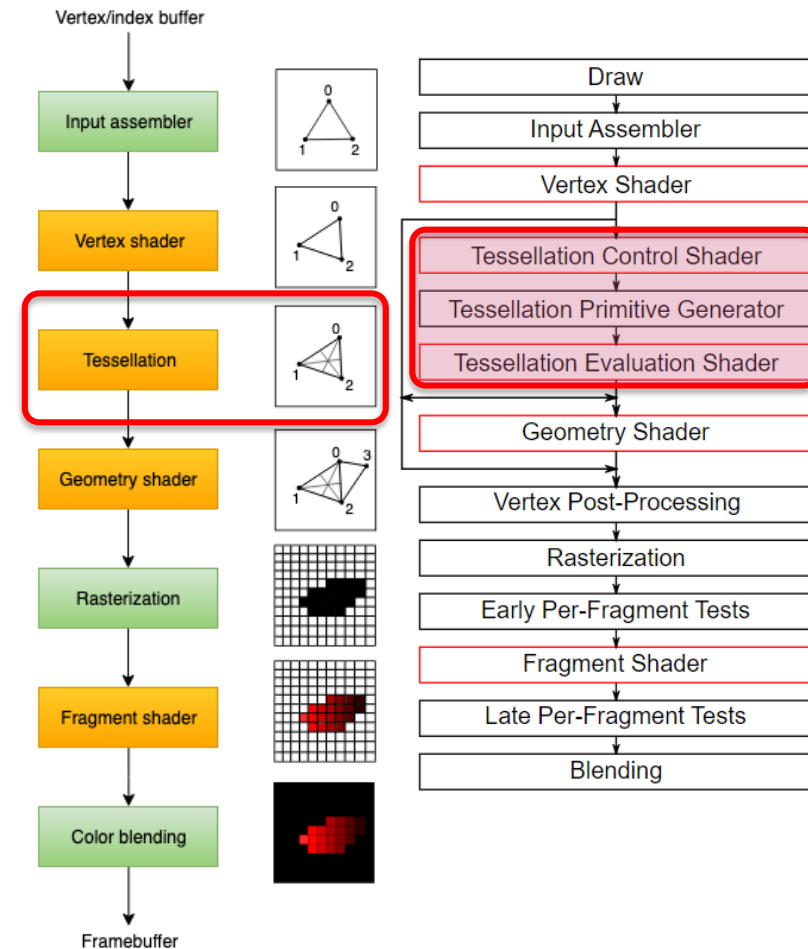 Vertex/index buffer
Input assembler
Vertex shader
Tessellation
Geometry shader
Rasterization
Fragment shader
Color blending
Framebuffer
0
1
2
0
1
2
0
1
2
0
3
1
2
Draw
Input Assembler
Vertex Shader
Tessellation Control Shader
Tessellation Primitive Generator
Tessellation Evaluation Shader
Geometry Shader
Vertex Post-Processing
Rasterization
Early Per-Fragment Tests
Fragment Shader
Late Per-Fragment Tests
Blending